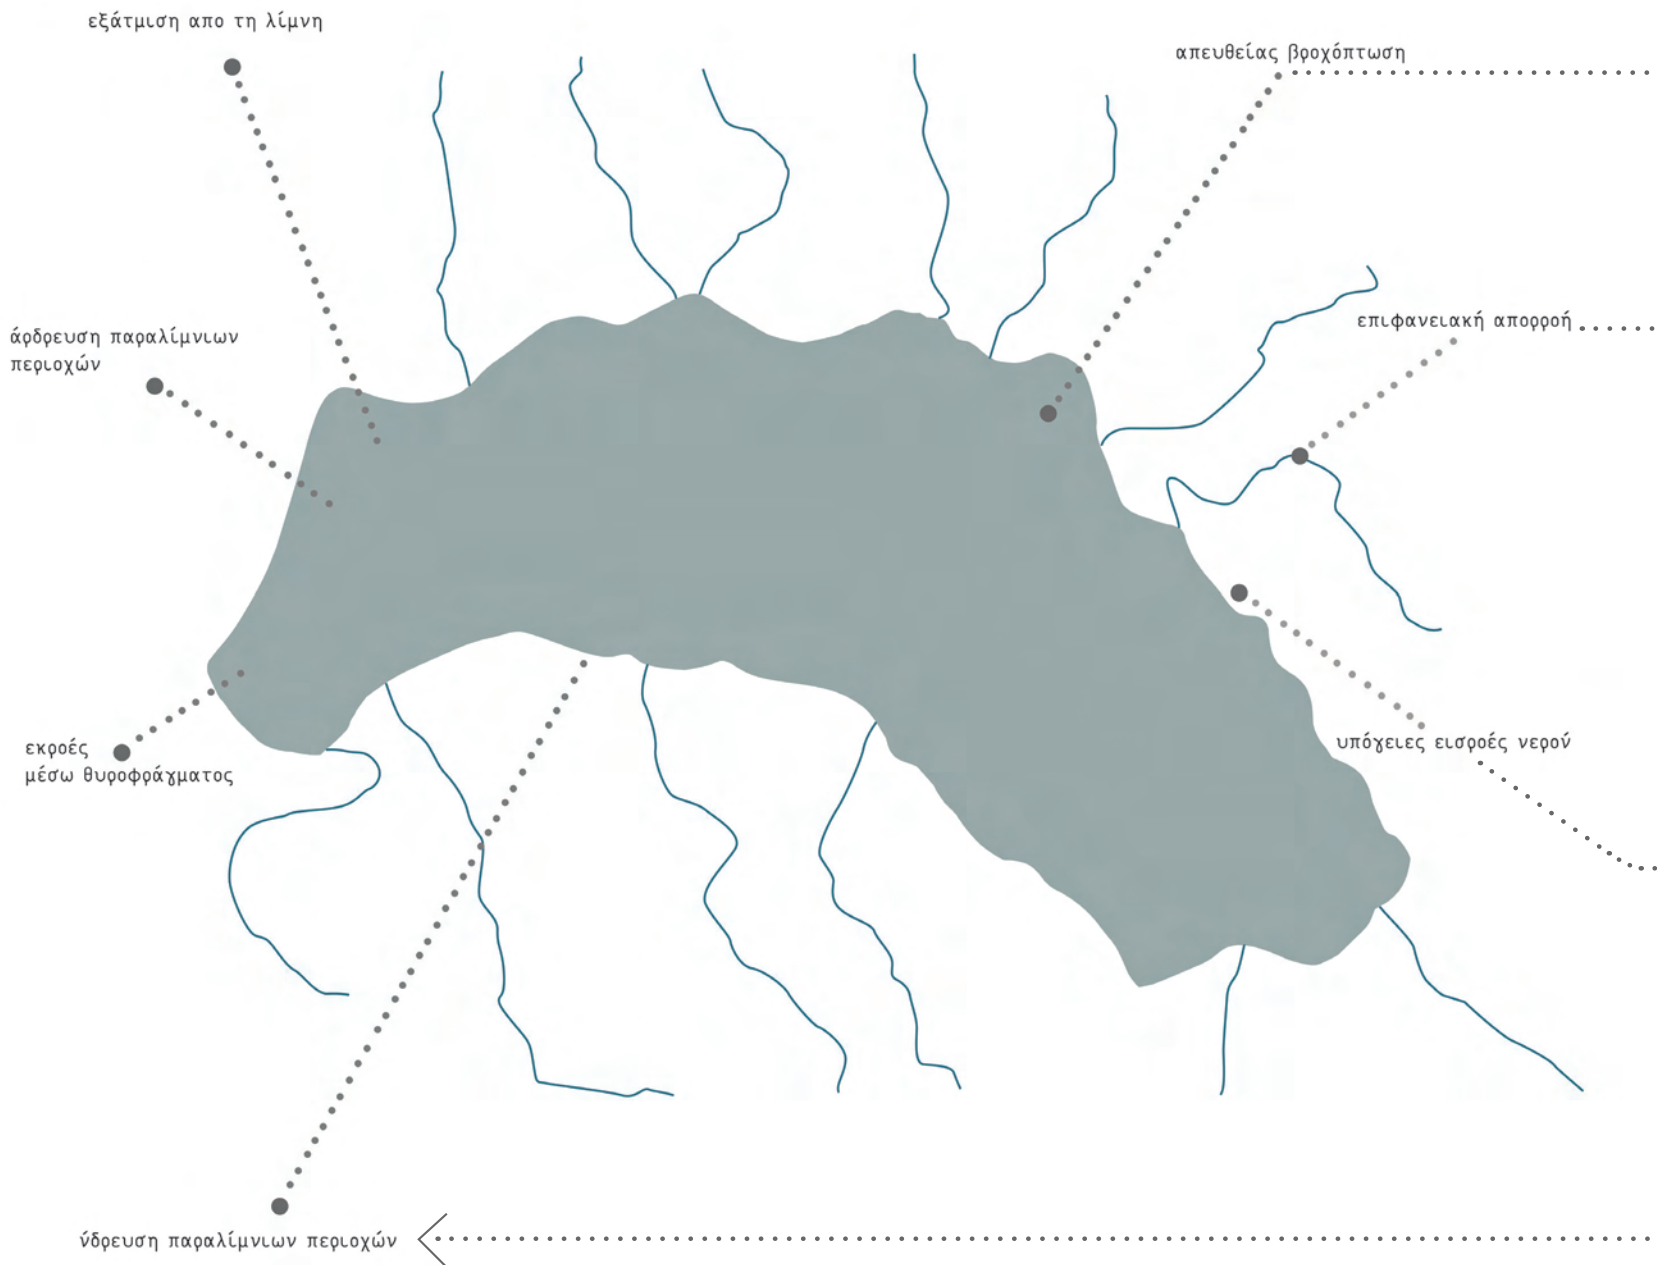 εξάτμιση απο τη λίμνη
απευθείας βροχόπτωση
επιφανειακή απορροή
άρδρευση παραλίμνιων
περιοχών
υπόγειες εισροές νερού
εκροές
μέσω θυροφράγματος
ύδρευση παραλίμνιων περιοχών